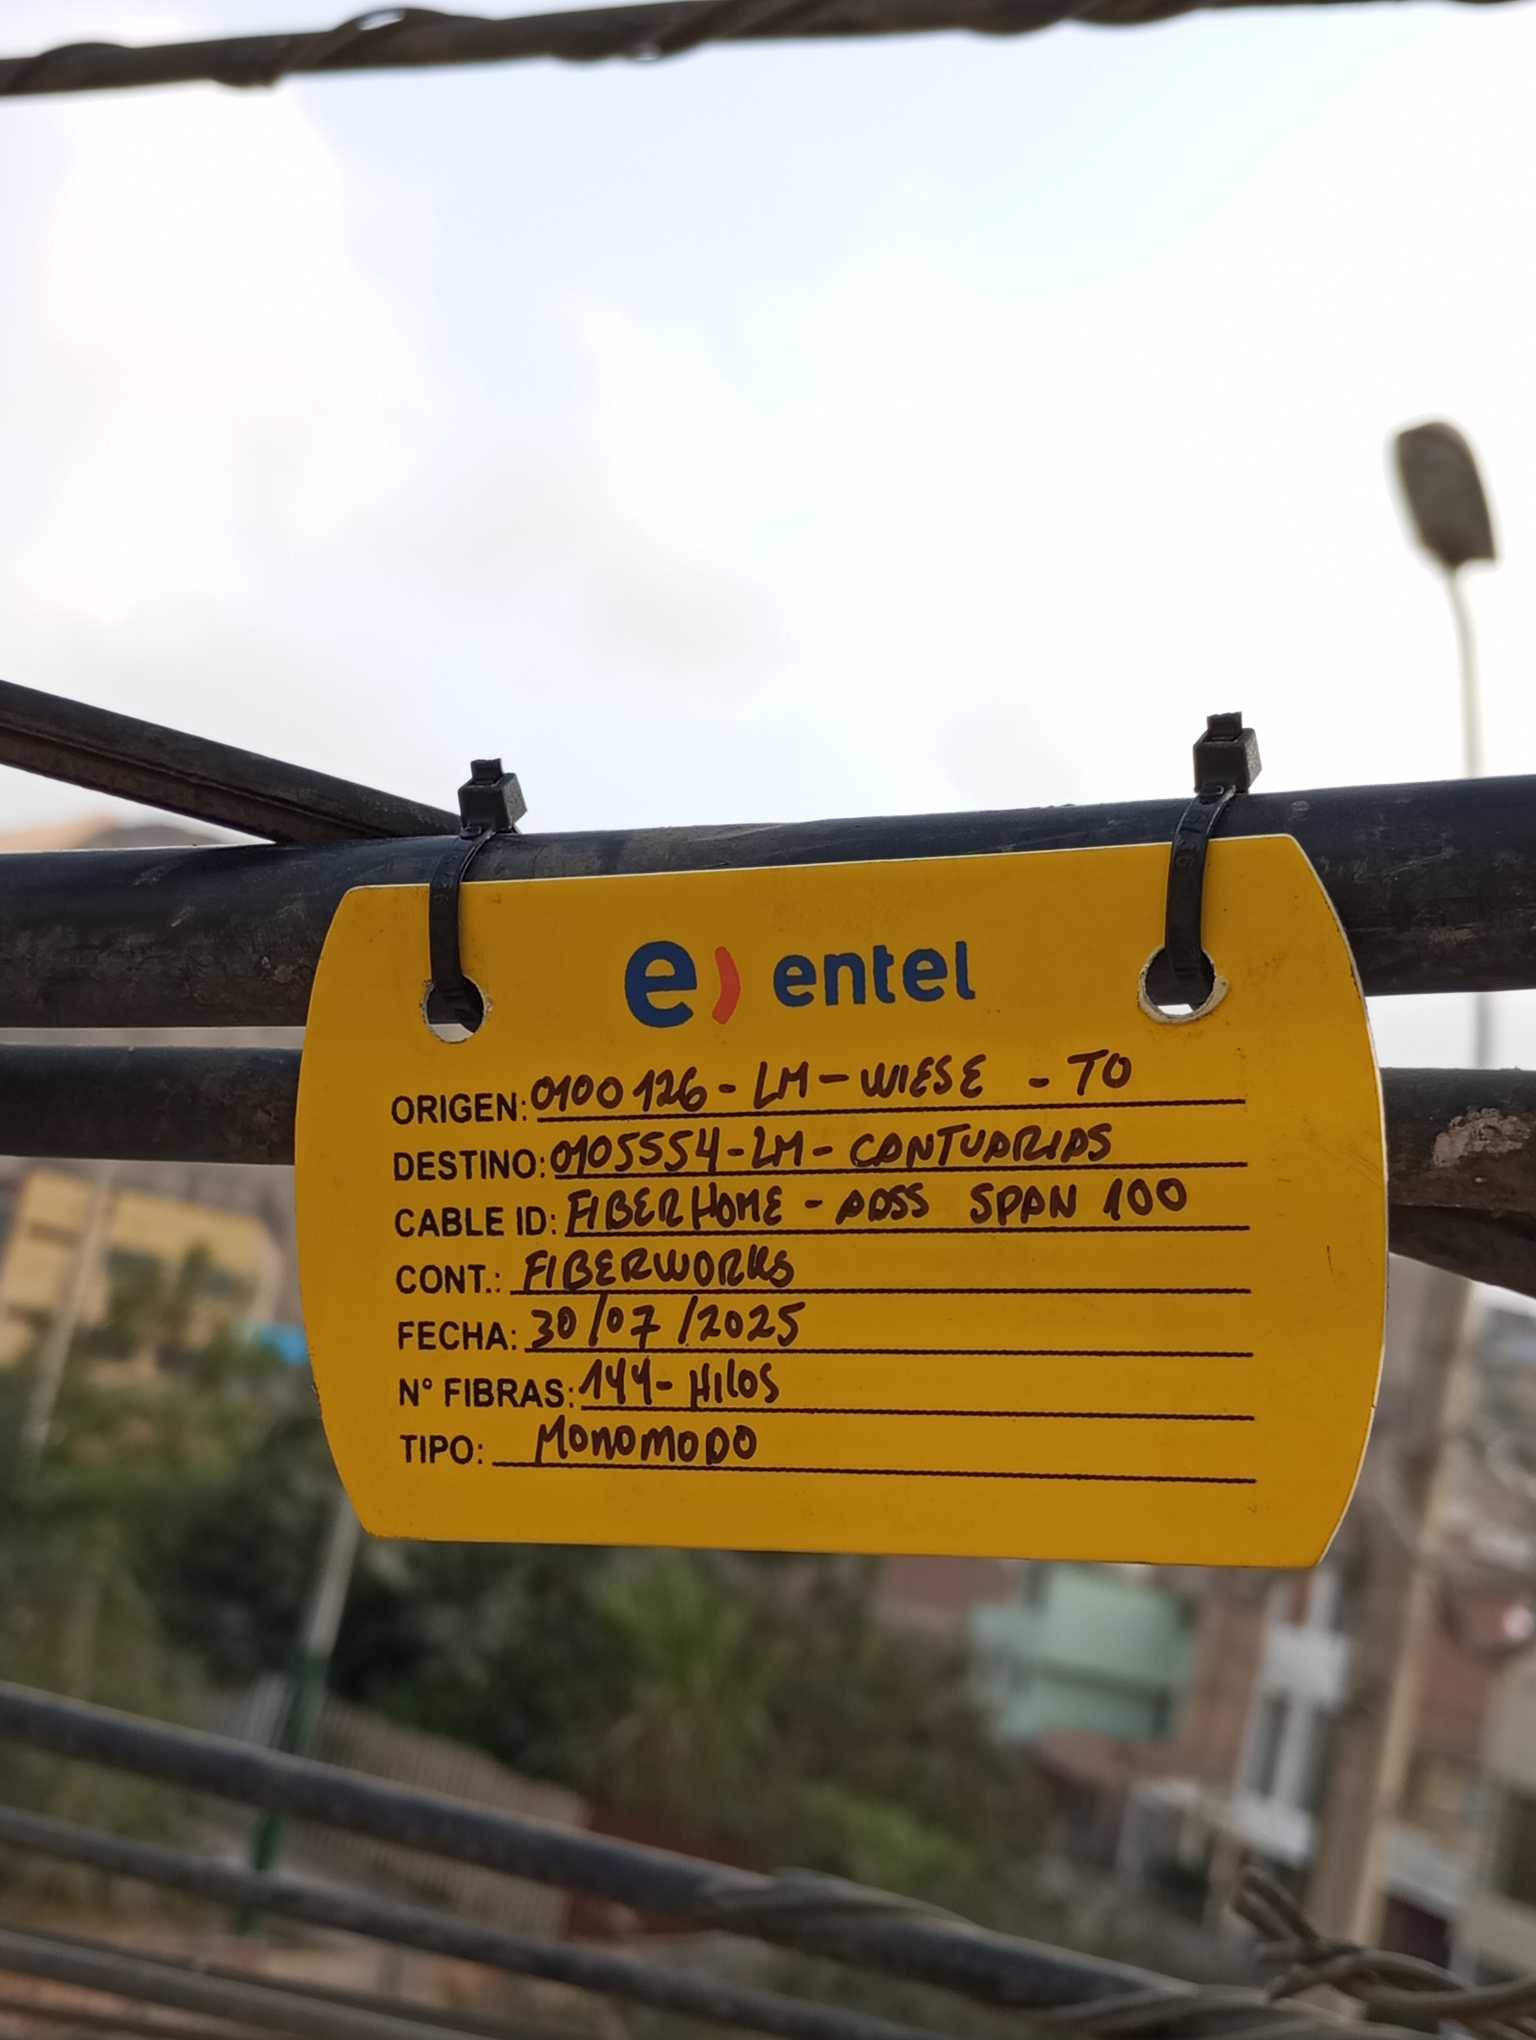 e) entel
ORIGEN: 0100126-LM-WIESE - TO
DESTINO: 0105554-LM-CANTUARIAS
CABLE ID: FIBERHOME - ADSS SPAN 100
CONT.: FIBERWORKS
FECHA: 30/07/2025
N° FIBRAS: 144- Hilos
TIPO: MONOMODO